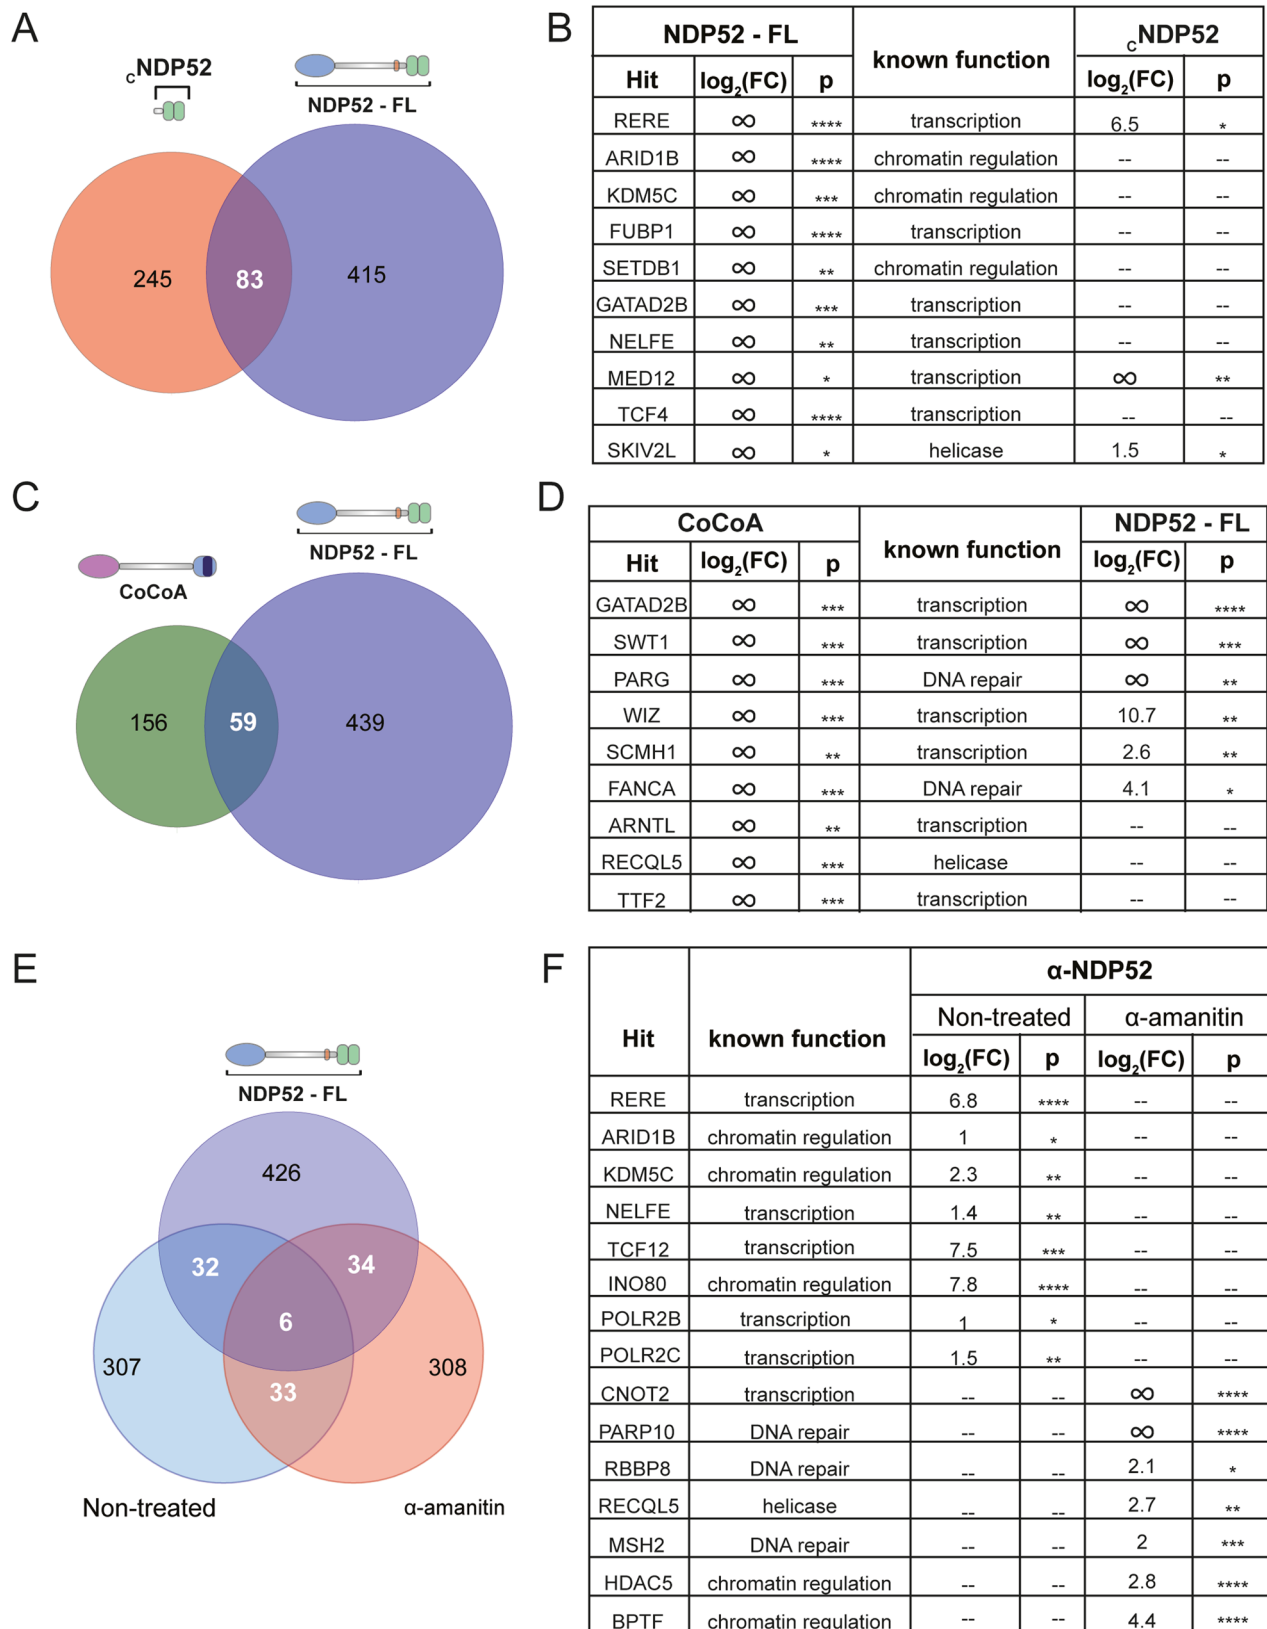 A
cNDP52
NDP52 - FL
245
83
415
B
NDP52 - FL known function cNDP52
Hit log2(FC) p log2(FC) p
RERE ∞ **** transcription 6.5 *
ARID1B ∞ **** chromatin regulation -- --
KDM5C ∞ *** chromatin regulation -- --
FUBP1 ∞ **** transcription -- --
SETDB1 ∞ ** chromatin regulation -- --
GATAD2B ∞ *** transcription -- --
NELFE ∞ ** transcription -- --
MED12 ∞ * transcription ∞ **
TCF4 ∞ **** transcription -- --
SKIV2L ∞ * helicase 1.5 *
C
NDP52 - FL
CoCoA
156
59
439
D
CoCoA known function NDP52 - FL
Hit log2(FC) p log2(FC) p
GATAD2B ∞ *** transcription ∞ ****
SWT1 ∞ *** transcription ∞ ***
PARG ∞ *** DNA repair ∞ **
WIZ ∞ *** transcription 10.7 **
SCMH1 ∞ ** transcription 2.6 **
FANCA ∞ *** DNA repair 4.1 *
ARNTL ∞ ** transcription -- --
RECQL5 ∞ *** helicase -- --
TTF2 ∞ *** transcription -- --
E
NDP52 - FL
426
32
34
6
307
33
308
Non-treated
α-amanitin
F
α-NDP52
Non-treated α-amanitin
Hit known function log2(FC) p log2(FC) p
RERE transcription 6.8 **** -- --
ARID1B chromatin regulation 1 * -- --
KDM5C chromatin regulation 2.3 ** -- --
NELFE transcription 1.4 ** -- --
TCF12 transcription 7.5 *** -- --
INO80 chromatin regulation 7.8 **** -- --
POLR2B transcription 1 * -- --
POLR2C transcription 1.5 ** -- --
CNOT2 transcription -- -- ∞ ****
PARP10 DNA repair -- -- ∞ ****
RBBP8 DNA repair -- -- 2.1 *
RECQL5 helicase -- -- 2.7 **
MSH2 DNA repair -- -- 2 ***
HDAC5 chromatin regulation -- -- 2.8 ****
BPTF chromatin regulation -- -- 4.4 ****